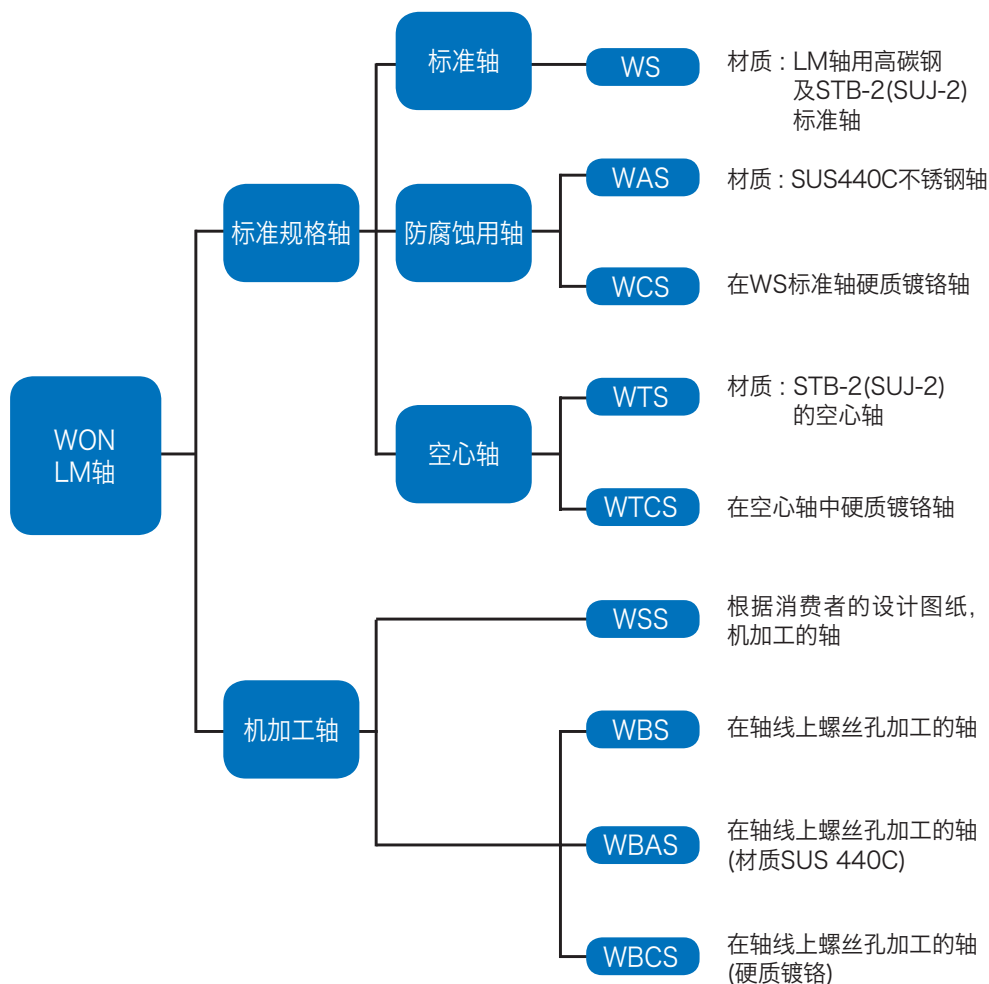 WON
LM轴
标准规格轴
标准轴
WS
材质 : LM轴用高碳钢
及STB-2(SUJ-2)
标准轴
防腐蚀用轴
WAS
材质 : SUS440C不锈钢轴
WCS
在WS标准轴硬质镀铬轴
空心轴
WTS
材质 : STB-2(SUJ-2)
的空心轴
WTCS
在空心轴中硬质镀铬轴
机加工轴
WSS
根据消费者的设计图纸,
机加工的轴
WBS
在轴线上螺丝孔加工的轴
WBAS
在轴线上螺丝孔加工的轴
(材质SUS 440C)
WBCS
在轴线上螺丝孔加工的轴
(硬质镀铬)